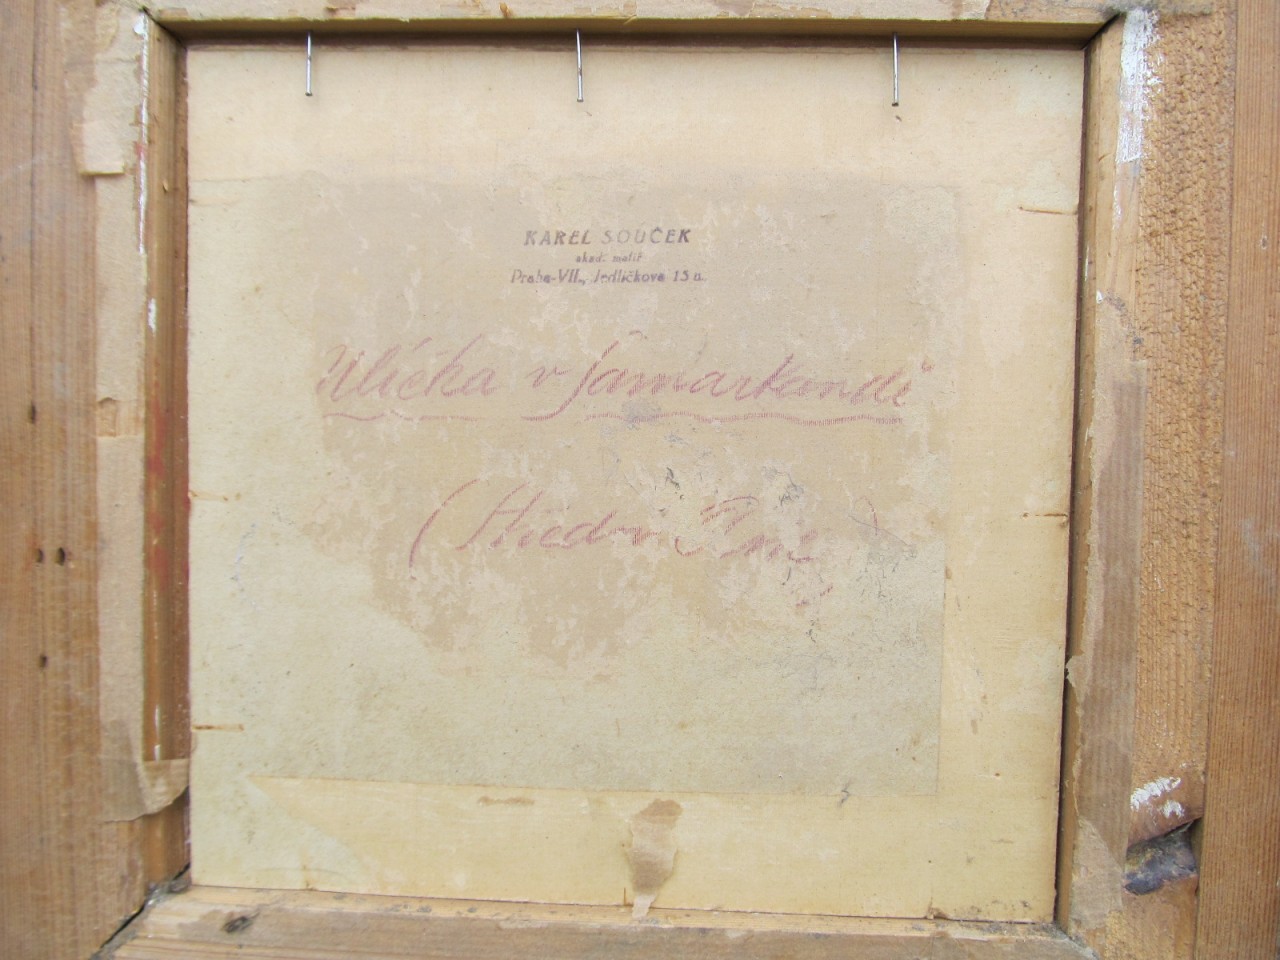 KAREL SOUČEK
akad. malíř
Praha-VII., Jedličkova 15 a.
Ulička v Samarkandě